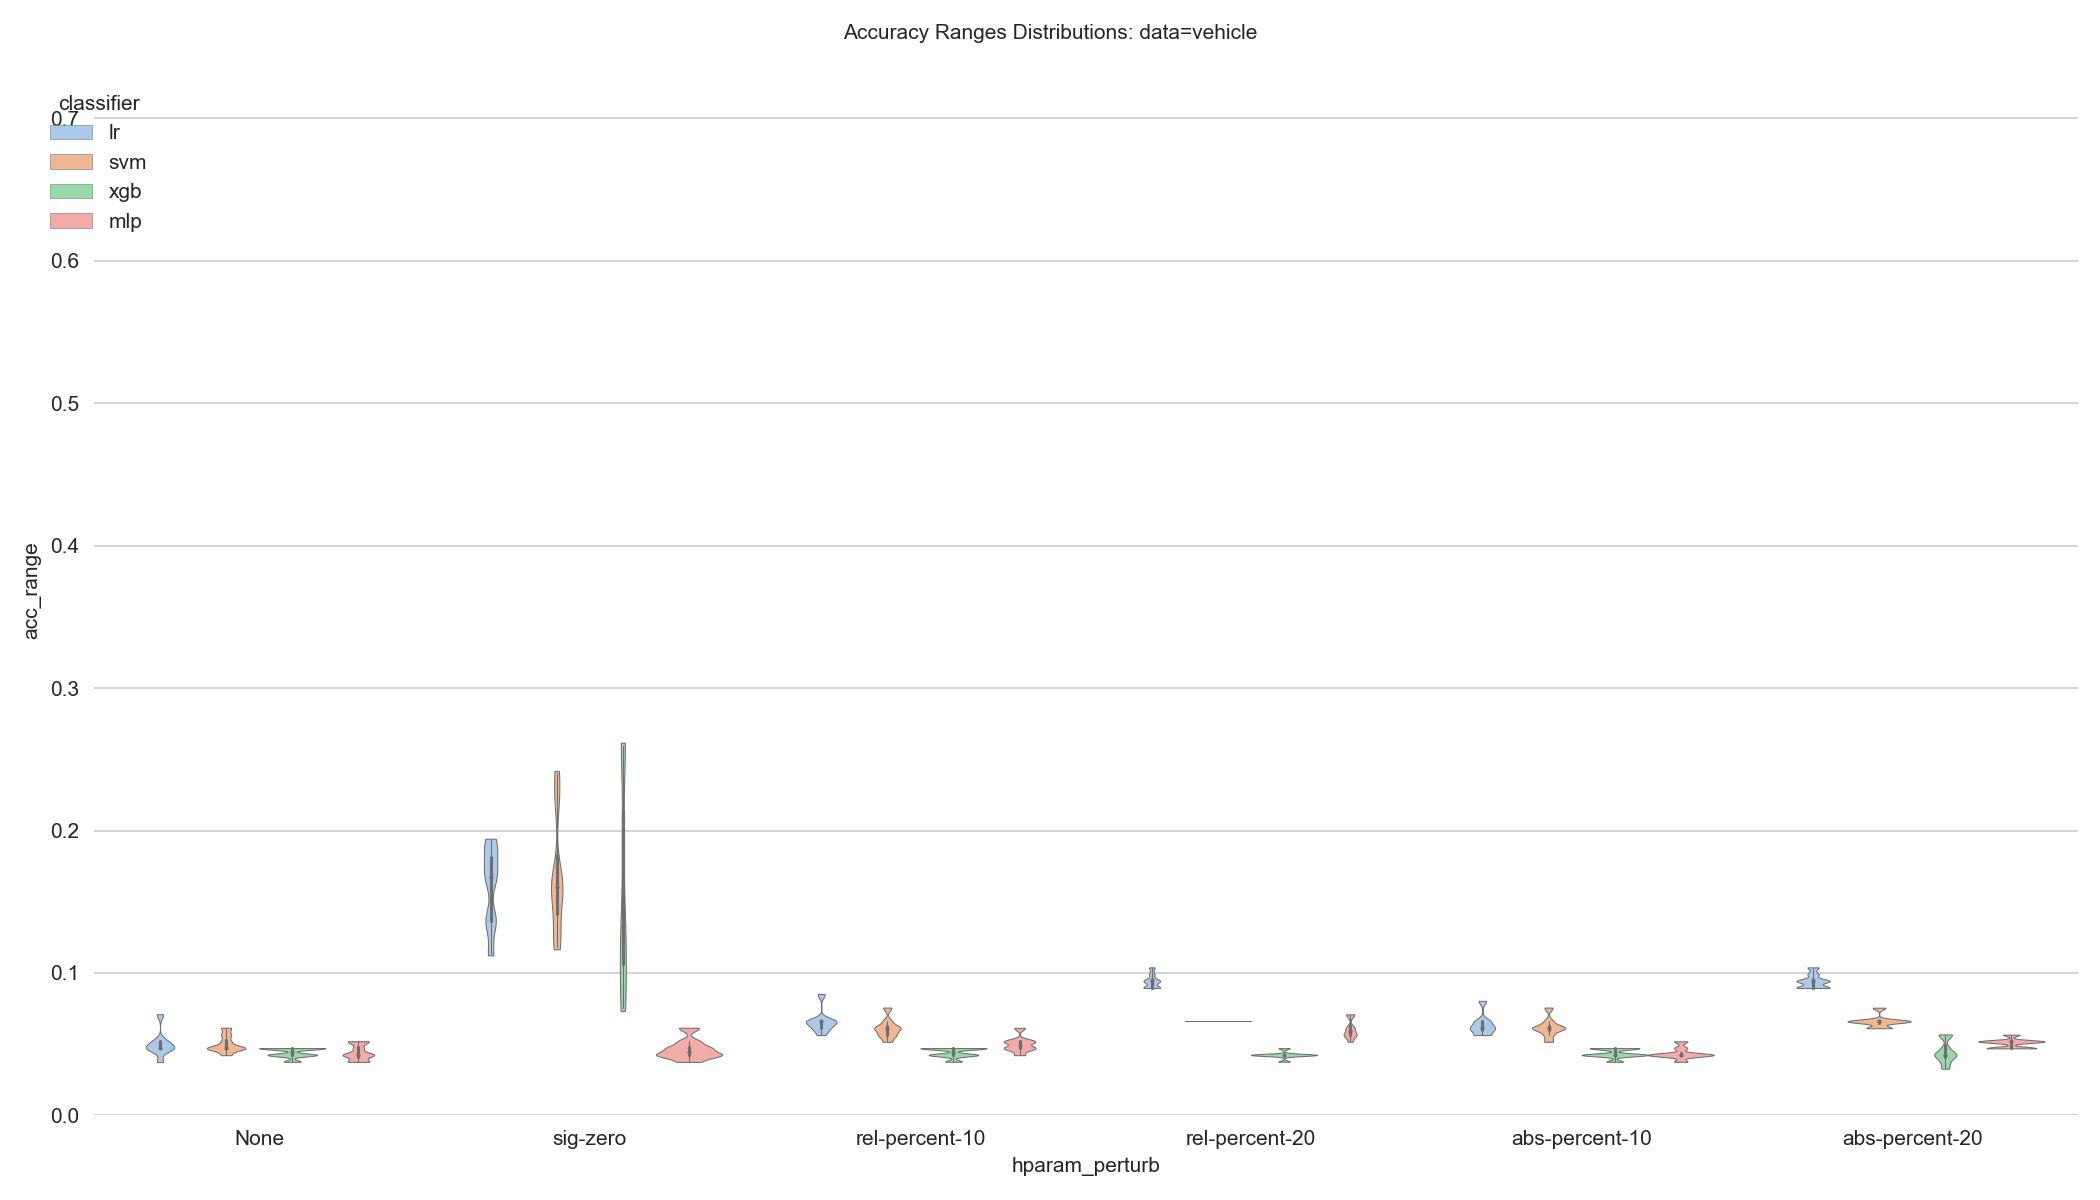 Accuracy Ranges Distributions: data=vehicle
classifier
lr
svm
xgb
mlp
0.7
0.6
0.5
0.4
0.3
0.2
0.1
0.0
acc_range
None
sig-zero
rel-percent-10
rel-percent-20
abs-percent-10
abs-percent-20
hparam_perturb